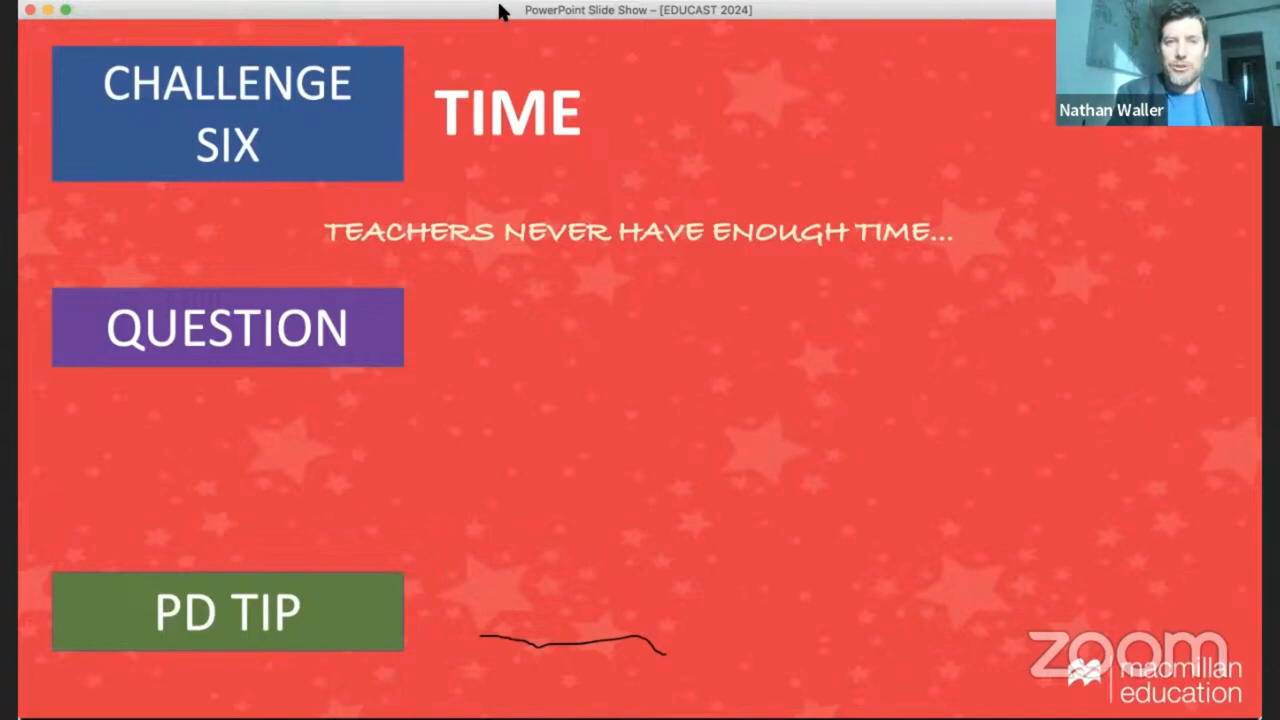 PowerPoint Slide Show – [EDUCAST 2024]
CHALLENGE
SIX
TIME
Nathan Waller
TEACHERS NEVER HAVE ENOUGH TIME...
QUESTION
PD TIP
zoom
macmillan
education